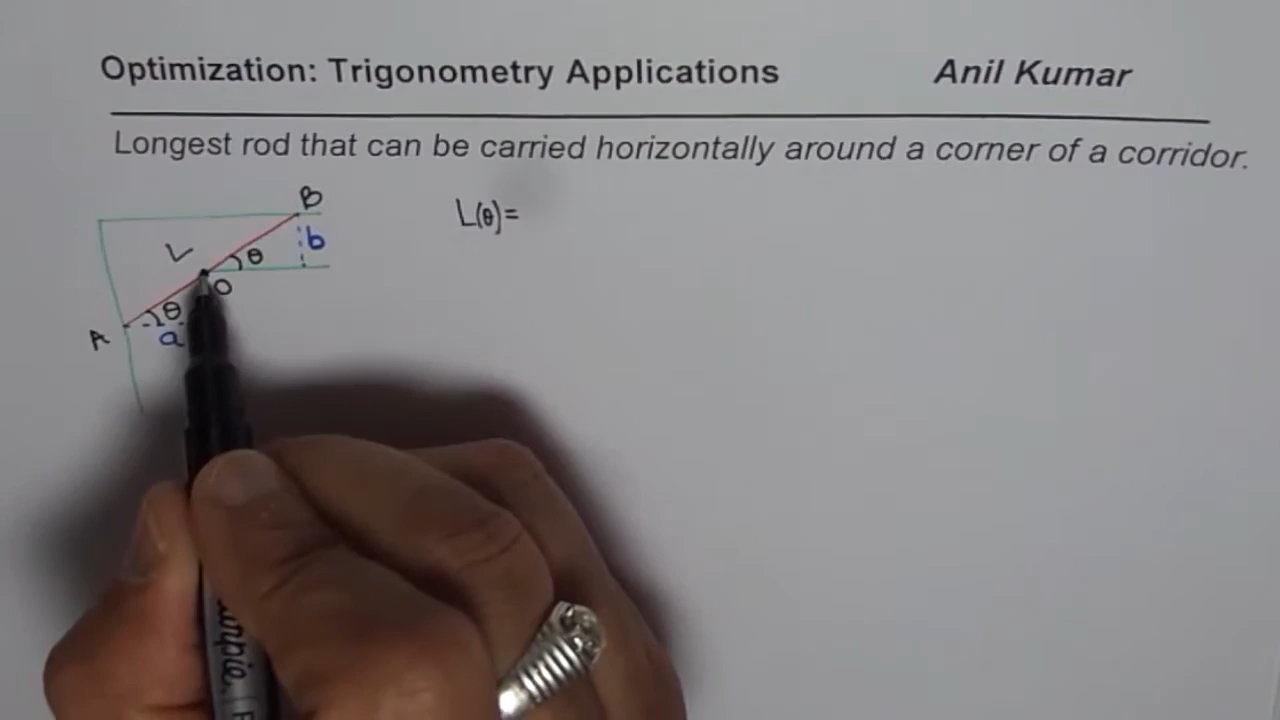 Optimization: Trigonometry Applications Anil Kumar
Longest rod that can be carried horizontally around a corner of a corridor.
B
L(θ)=
b
L
θ
O
θ
A
a